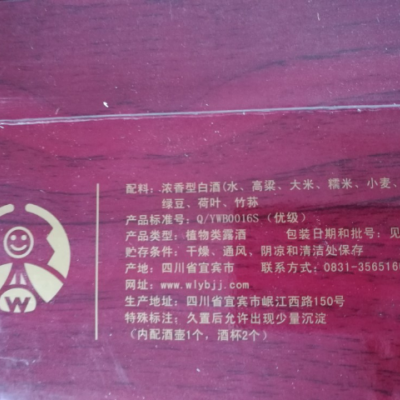 配料：浓香型白酒(水、高粱、大米、糯米、小麦、
绿豆、荷叶、竹荪
产品标准号：Q/YWB0016S（优级）
产品类型：植物类露酒 包装日期和批号：见
贮存条件：干燥、通风、阴凉和清洁处保存
产地：四川省宜宾市 联系方式：0831-3565160
网址：www.wlybjj.com
生产地址：四川省宜宾市岷江西路150号
特殊标注：久置后允许出现少量沉淀
（内配酒壶1个，酒杯2个）
W